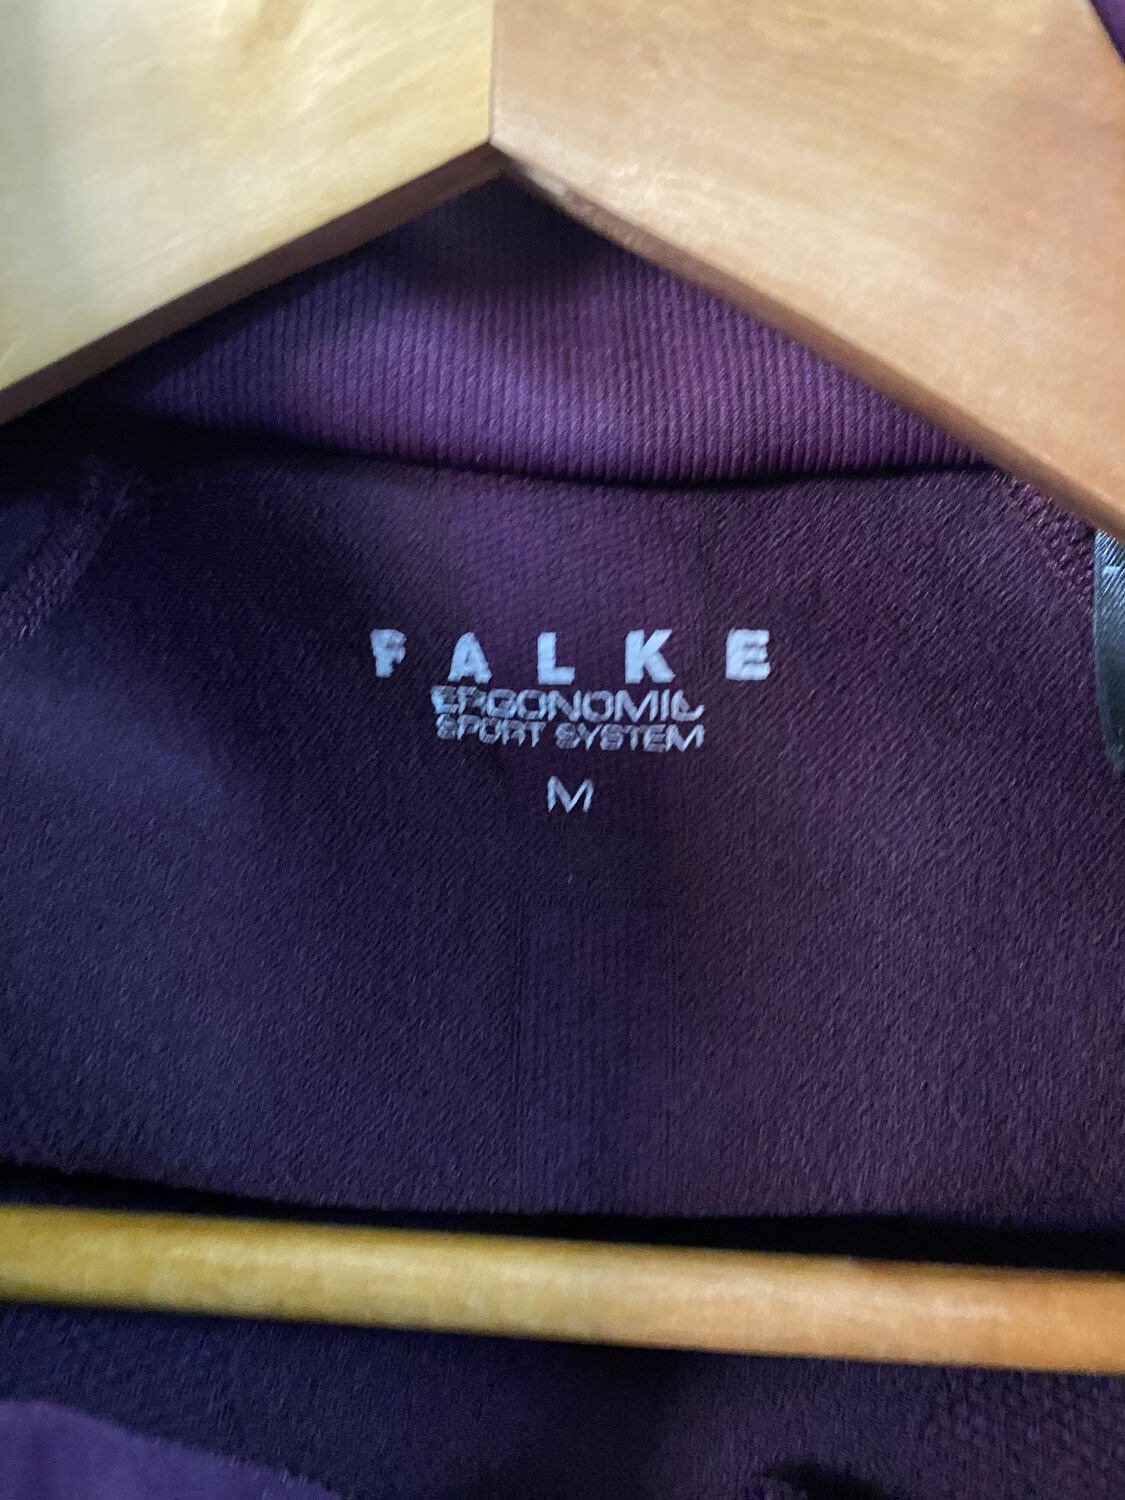 FALKE
ERGONOMIC
SPORT SYSTEM
M